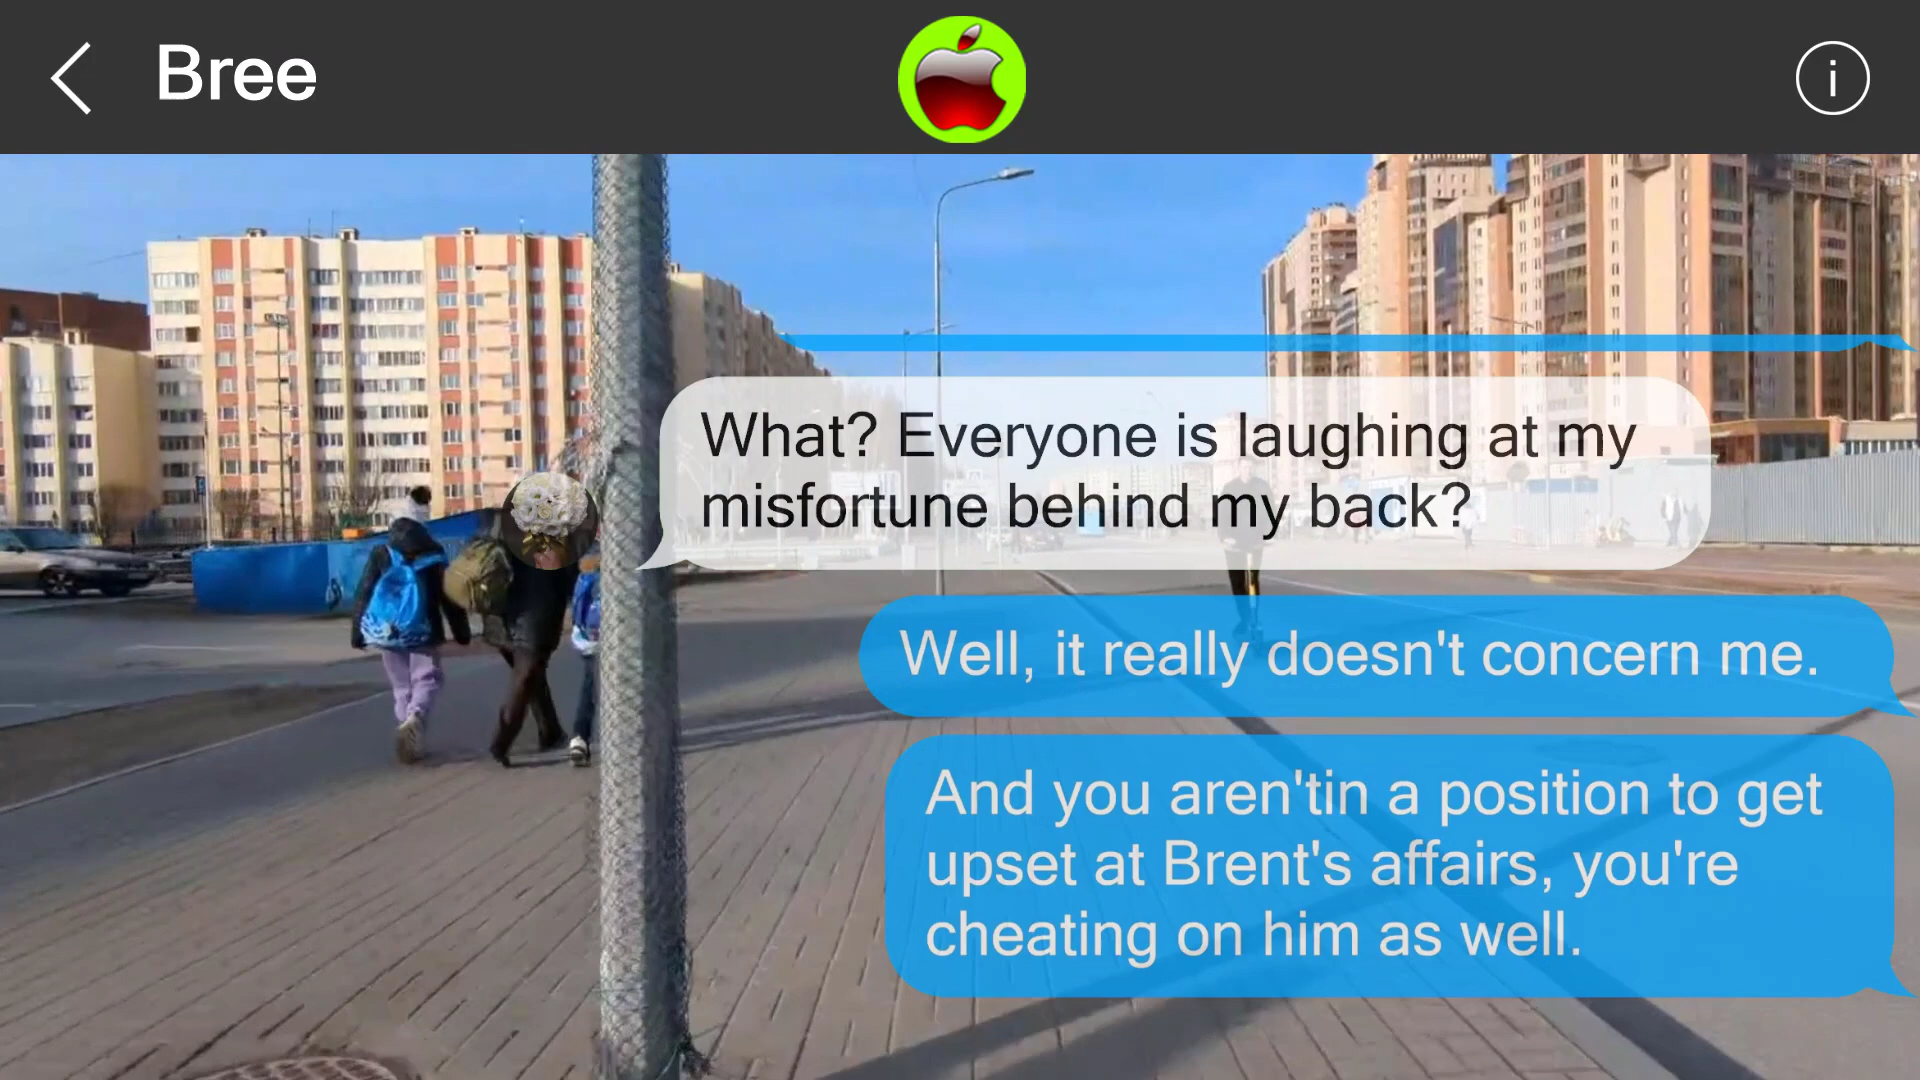 Bree
i
What? Everyone is laughing at my
misfortune behind my back?
Well, it really doesn't concern me.
And you aren'tin a position to get
upset at Brent's affairs, you're
cheating on him as well.